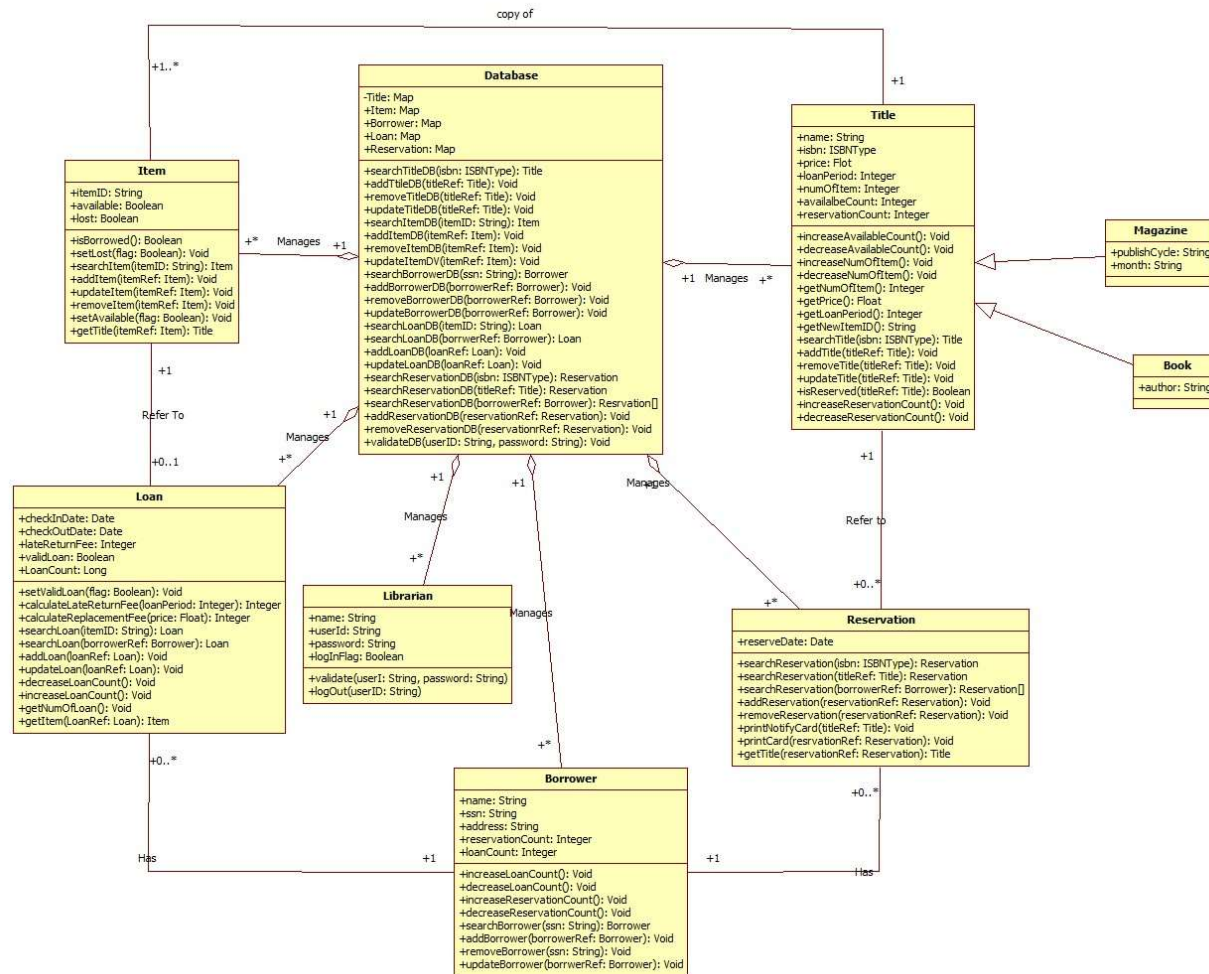 copy of
+1..*
+1
Database
-Title: Map
+Item: Map
+Borrower: Map
+Loan: Map
+Reservation: Map
+searchTitleDB(isbn: ISBNType): Title
+addTtileDB(titleRef: Title): Void
+removeTitleDB(titleRef: Title): Void
+updateTitleDB(titleRef: Title): Void
+searchItemDB(itemID: String): Item
+addItemDB(itemRef: Item): Void
+removeItemDB(itemRef: Item): Void
+updateItemDV(itemRef: Item): Void
+searchBorrowerDB(ssn: String): Borrower
+addBorrowerDB(borrowerRef: Borrower): Void
+removeBorrowerDB(borrowerRef: Borrower): Void
+updateBorrowerDB(borrowerRef: Borrower): Void
+searchLoanDB(itemID: String): Loan
+searchLoanDB(borrwerRef: Borrower): Loan
+addLoanDB(loanRef: Loan): Void
+updateLoanDB(loanRef: Loan): Void
+searchReservationDB(isbn: ISBNType): Reservation
+searchReservationDB(titleRef: Title): Reservation
+searchReservationDB(borrowerRef: Borrower): Resrvation[]
+addReservationDB(reservationRef: Reservation): Void
+removeReservationDB(reservationrRef: Reservation): Void
+validateDB(userID: String, password: String): Void
Title
+name: String
+isbn: ISBNType
+price: Flot
+loanPeriod: Integer
+numOfItem: Integer
+availalbeCount: Integer
+reservationCount: Integer
+increaseAvailableCount(): Void
+decreaseAvailableCount(): Void
+increaseNumOfItem(): Void
+decreaseNumOfItem(): Void
+getNumOfItem(): Integer
+getPrice(): Float
+getLoanPeriod(): Integer
+getNewItemID(): String
+searchTitle(isbn: ISBNType): Title
+addTitle(titleRef: Title): Void
+removeTitle(titleRef: Title): Void
+updateTitle(titleRef: Title): Void
+isReserved(titleRef: Title): Boolean
+increaseReservationCount(): Void
+decreaseReservationCount(): Void
Item
+itemID: String
+available: Boolean
+lost: Boolean
+isBorrowed(): Boolean
+setLost(flag: Boolean): Void
+searchItem(itemID: String): Item
+addItem(itemRef: Item): Void
+updateItem(itemRef: Item): Void
+removeItem(itemRef: Item): Void
+setAvailable(flag: Boolean): Void
+getTitle(itemRef: Item): Title
+*
Manages
+1
+1
Manages
+*
Magazine
+publishCycle: String
+month: String
Book
+author: String
+1
Refer To
+0..1
+1
Manages
+*
+1
Manages
+*
+1
Manages
+*
Manages
+*
+1
Refer to
+0..*
Loan
+checkInDate: Date
+checkOutDate: Date
+lateReturnFee: Integer
+validLoan: Boolean
+LoanCount: Long
+setValidLoan(flag: Boolean): Void
+calculateLateReturnFee(loanPeriod: Integer): Integer
+calculateReplacementFee(price: Float): Integer
+searchLoan(itemID: String): Loan
+searchLoan(borrowerRef: Borrower): Loan
+addLoan(loanRef: Loan): Void
+updateLoan(loanRef: Loan): Void
+decreaseLoanCount(): Void
+increaseLoanCount(): Void
+getNumOfLoan(): Void
+getItem(LoanRef: Loan): Item
Librarian
+name: String
+userId: String
+password: String
+logInFlag: Boolean
+validate(userI: String, password: String)
+logOut(userID: String)
Reservation
+reserveDate: Date
+searchReservation(isbn: ISBNType): Reservation
+searchReservation(titleRef: Title): Reservation
+searchReservation(borrowerRef: Borrower): Reservation[]
+addReservation(reservationRef: Reservation): Void
+removeReservation(reservationRef: Reservation): Void
+printNotifyCard(titleRef: Title): Void
+printCard(resrvationRef: Reservation): Void
+getTitle(reservationRef: Reservation): Title
+0..*
Has
+1
+0..*
Has
+1
Borrower
+name: String
+ssn: String
+address: String
+reservationCount: Integer
+loanCount: Integer
+increaseLoanCount(): Void
+decreaseLoanCount(): Void
+increaseReservationCount(): Void
+decreaseReservationCount(): Void
+searchBorrower(ssn: String): Borrower
+addBorrower(borrowerRef: Borrower): Void
+removeBorrower(ssn: String): Void
+updateBorrower(borrwerRef: Borrower): Void